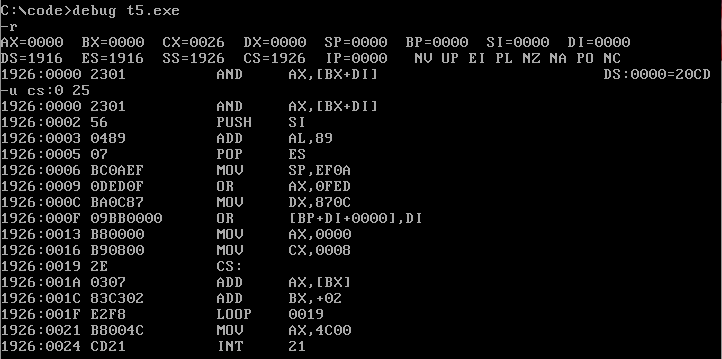 C:\code>debug t5.exe
-r
AX=0000  BX=0000  CX=0026  DX=0000  SP=0000  BP=0000  SI=0000  DI=0000
DS=1916  ES=1916  SS=1926  CS=1926  IP=0000   NV UP EI PL NZ NA PO NC
1926:0000 2301          AND     AX,[BX+DI]                              DS:0000=20CD
-u cs:0 25
1926:0000 2301          AND     AX,[BX+DI]
1926:0002 56            PUSH    SI
1926:0003 0489          ADD     AL,89
1926:0005 07            POP     ES
1926:0006 BC0AEF        MOV     SP,EF0A
1926:0009 0DED0F        OR      AX,0FED
1926:000C BA0C87        MOV     DX,870C
1926:000F 09BB0000      OR      [BP+DI+0000],DI
1926:0013 B80000        MOV     AX,0000
1926:0016 B90800        MOV     CX,0008
1926:0019 2E            CS:
1926:001A 0307          ADD     AX,[BX]
1926:001C 83C302        ADD     BX,+02
1926:001F E2F8          LOOP    0019
1926:0021 B8004C        MOV     AX,4C00
1926:0024 CD21          INT     21